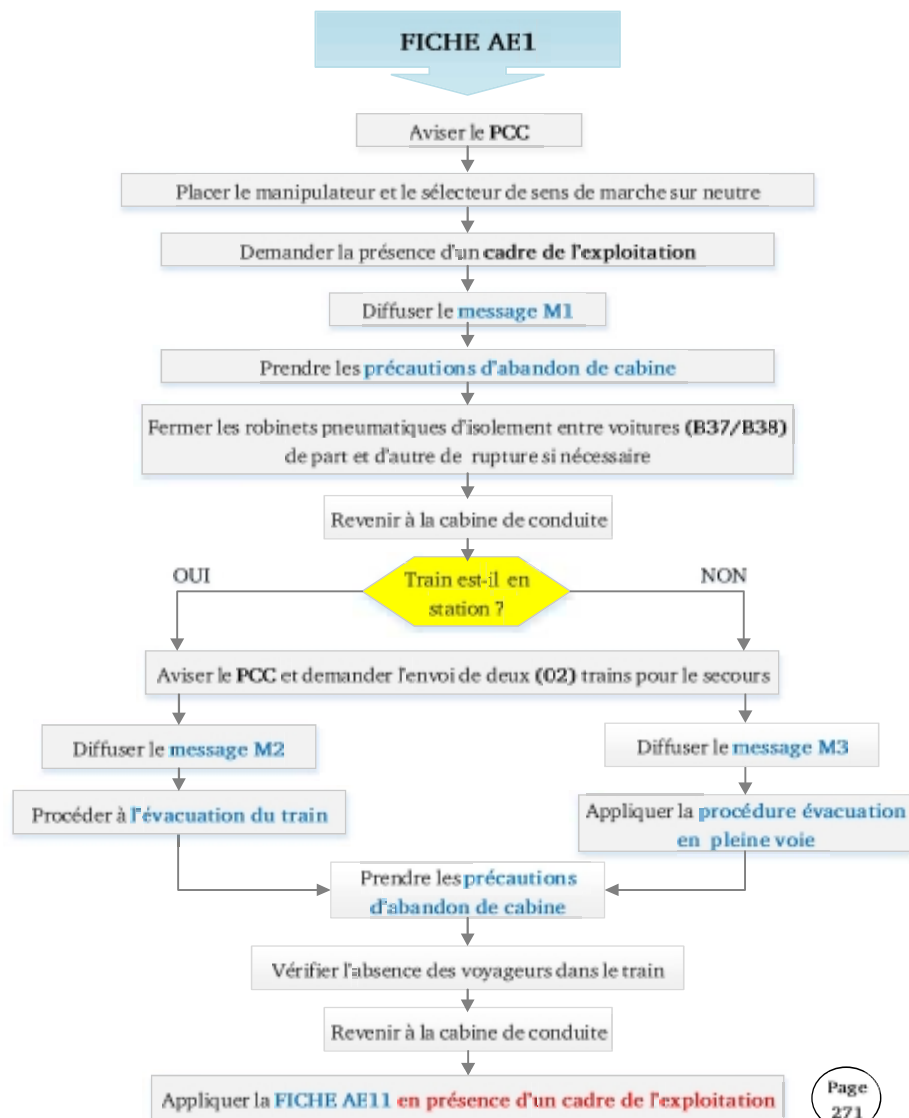 FICHE AE1
Aviser le PCC
Placer le manipulateur et le sélecteur de sens de marche sur neutre
Demander la présence d'un cadre de l'exploitation
Diffuser le message M1
Prendre les précautions d'abandon de cabine
Fermer les robinets pneumatiques d'isolement entre voitures (B37/B38)
de part et d'autre de rupture si nécessaire
Revenir à la cabine de conduite
Train est-il en
station ?
OUI
NON
Aviser le PCC et demander l'envoi de deux (02) trains pour le secours
Diffuser le message M2
Diffuser le message M3
Procéder à l'évacuation du train
Appliquer la procédure évacuation
en pleine voie
Prendre les précautions
d'abandon de cabine
Vérifier l'absence des voyageurs dans le train
Revenir à la cabine de conduite
Appliquer la FICHE AE11 en présence d'un cadre de l'exploitation
Page
271